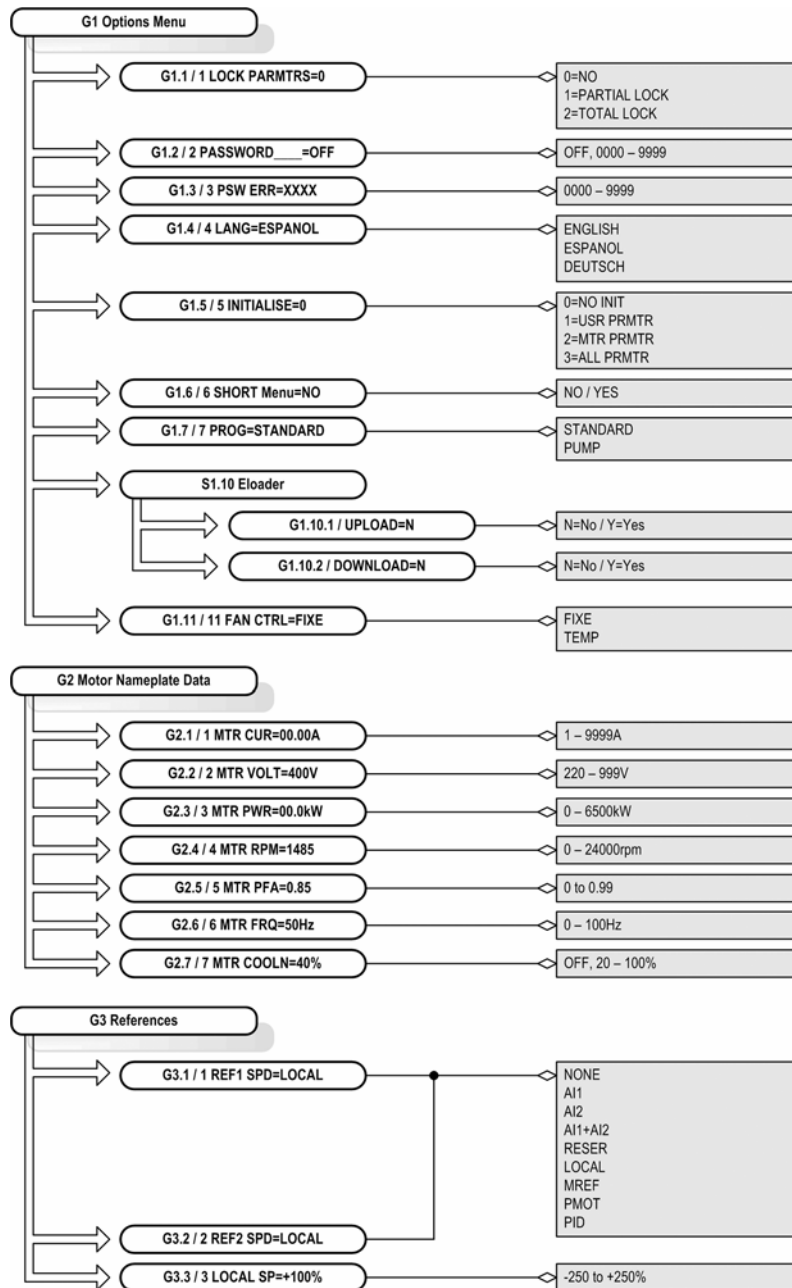 G1 Options Menu
G1.1 / 1 LOCK PARMTRS=0
0=NO
1=PARTIAL LOCK
2=TOTAL LOCK
G1.2 / 2 PASSWORD____=OFF
OFF, 0000 – 9999
G1.3 / 3 PSW ERR=XXXX
0000 – 9999
G1.4 / 4 LANG=ESPANOL
ENGLISH
ESPANOL
DEUTSCH
G1.5 / 5 INITIALISE=0
0=NO INIT
1=USR PRMTR
2=MTR PRMTR
3=ALL PRMTR
G1.6 / 6 SHORT Menu=NO
NO / YES
G1.7 / 7 PROG=STANDARD
STANDARD
PUMP
S1.10 Eloader
G1.10.1 / UPLOAD=N
N=No / Y=Yes
G1.10.2 / DOWNLOAD=N
N=No / Y=Yes
G1.11 / 11 FAN CTRL=FIXE
FIXE
TEMP
G2 Motor Nameplate Data
G2.1 / 1 MTR CUR=00.00A
1 – 9999A
G2.2 / 2 MTR VOLT=400V
220 – 999V
G2.3 / 3 MTR PWR=00.0kW
0 – 6500kW
G2.4 / 4 MTR RPM=1485
0 – 24000rpm
G2.5 / 5 MTR PFA=0.85
0 to 0.99
G2.6 / 6 MTR FRQ=50Hz
0 – 100Hz
G2.7 / 7 MTR COOLN=40%
OFF, 20 – 100%
G3 References
G3.1 / 1 REF1 SPD=LOCAL
NONE
AI1
AI2
AI1+AI2
RESER
LOCAL
MREF
PMOT
PID
G3.2 / 2 REF2 SPD=LOCAL
G3.3 / 3 LOCAL SP=+100%
-250 to +250%